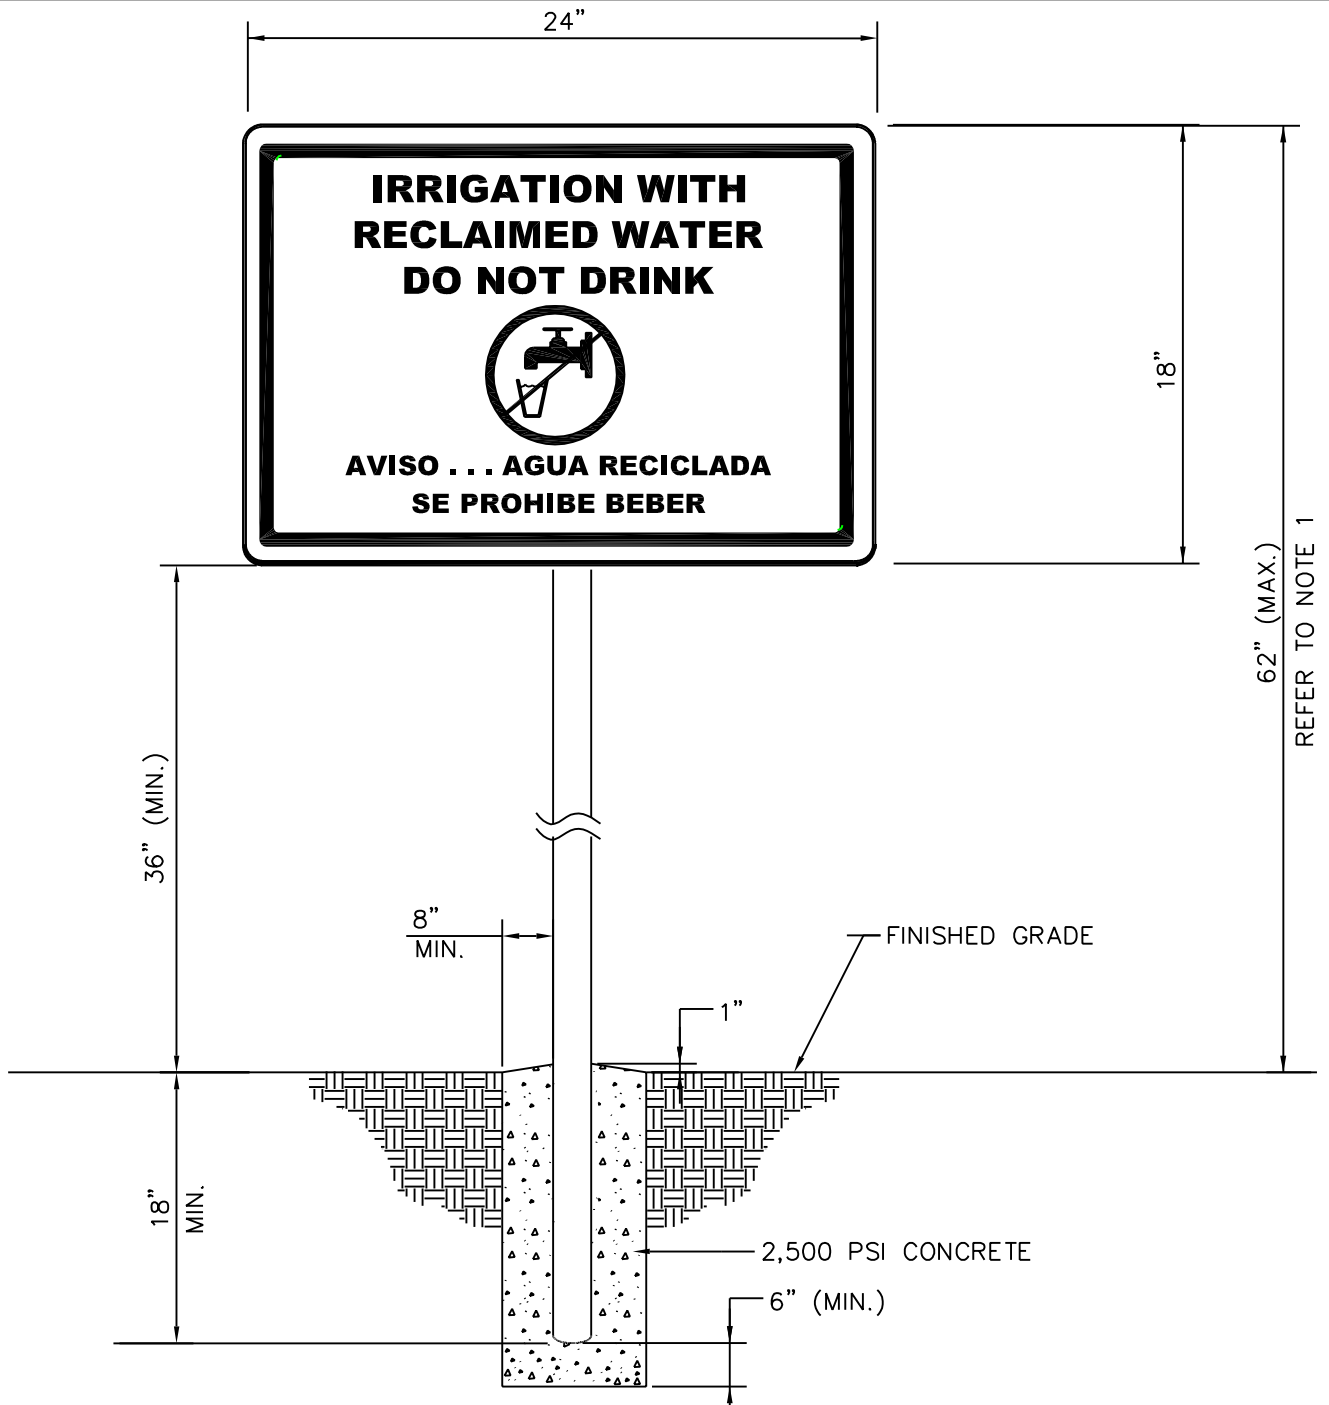 24”
IRRIGATION WITH
RECLAIMED WATER
DO NOT DRINK
AVISO . . . AGUA RECICLADA
SE PROHIBE BEBER
18”
62” (MAX.)
REFER TO NOTE 1
36” (MIN.)
8”
MIN.
FINISHED GRADE
1”
18”
MIN.
2,500 PSI CONCRETE
6” (MIN.)